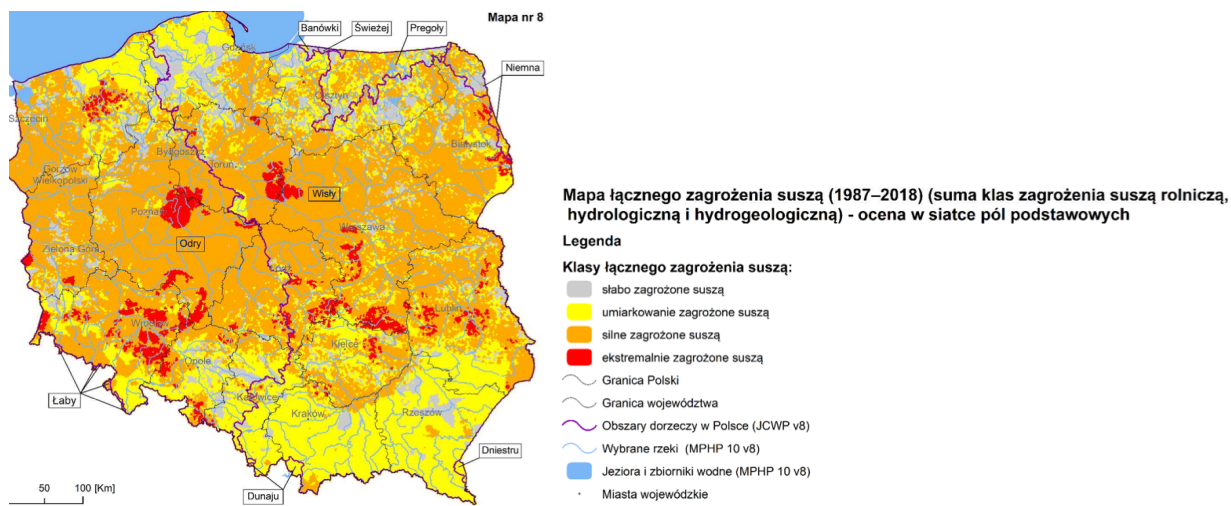 Mapa nr 8
Banówki
Świeżej
Pregoły
Niemna
Gdańsk
Olsztyn
Szczecin
Białystok
Bydgoszcz
Toruń
Gorzów
Wielkopolski
Wisły
Poznań
Warszawa
Odry
Zielona Góra
Łódź
Lublin
Wrocław
Kielce
Opole
Łaby
Katowice
Kraków
Rzeszów
Dniestru
Dunaju
50 100 [Km]
Mapa łącznego zagrożenia suszą (1987–2018) (suma klas zagrożenia suszą rolniczą,
hydrologiczną i hydrogeologiczną) - ocena w siatce pól podstawowych
Legenda
Klasy łącznego zagrożenia suszą:
słabo zagrożone suszą
umiarkowanie zagrożone suszą
silne zagrożone suszą
ekstremalnie zagrożone suszą
Granica Polski
Granica województwa
Obszary dorzeczy w Polsce (JCWP v8)
Wybrane rzeki (MPHP 10 v8)
Jeziora i zbiorniki wodne (MPHP 10 v8)
Miasta wojewódzkie